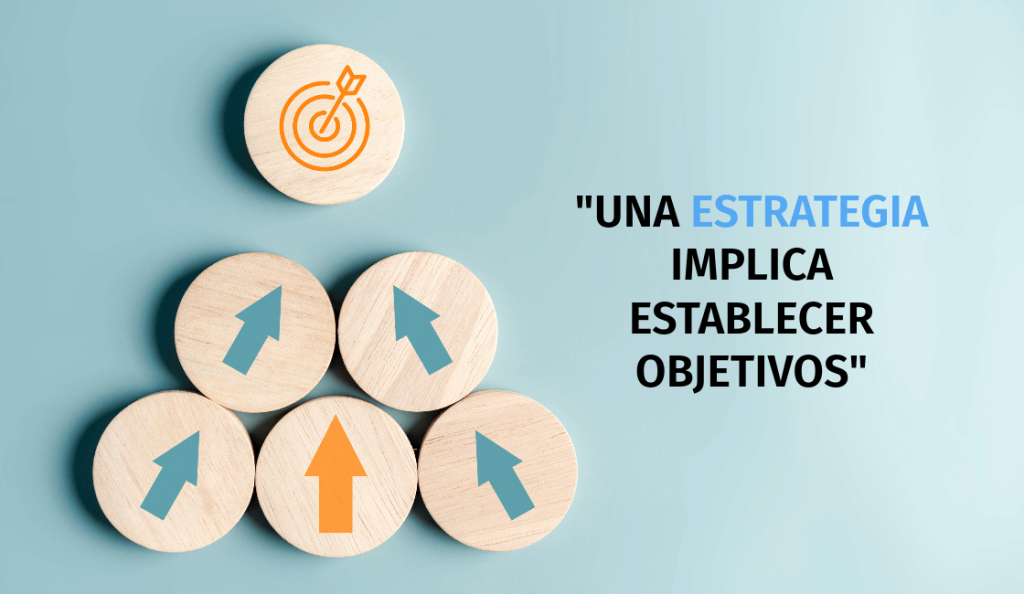 "UNA ESTRATEGIA
IMPLICA
ESTABLECER
OBJETIVOS"